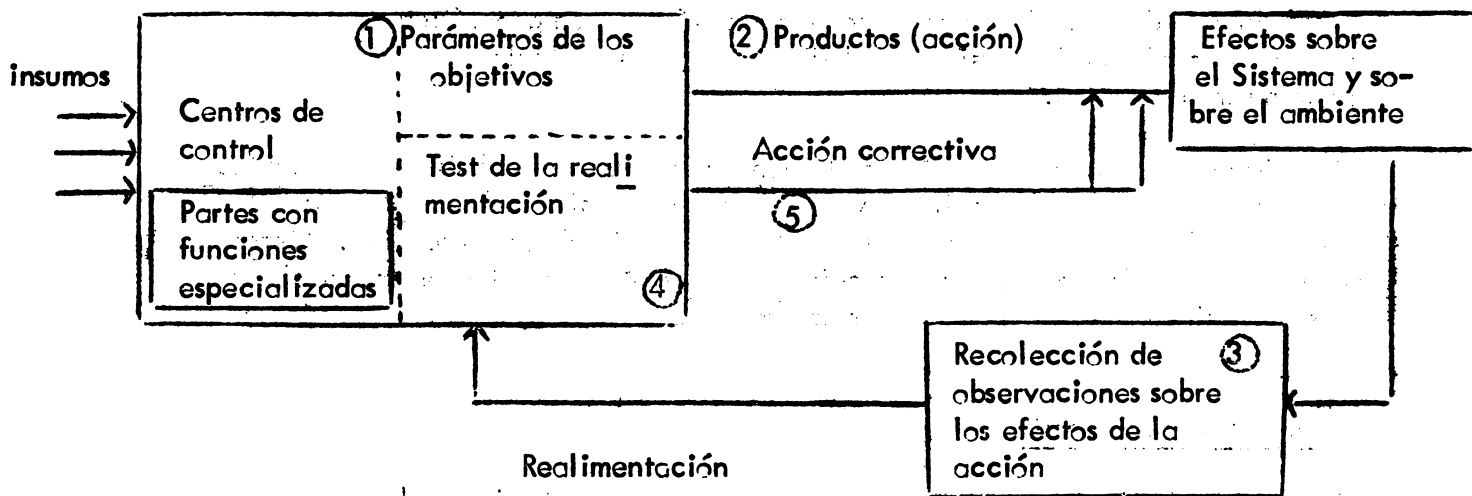 insumos
Centros de
control
Partes con
funciones
especializadas
① Parámetros de los
objetivos
Test de la reali
mentación
④
② Productos (acción)
Acción correctiva
⑤
Efectos sobre
el Sistema y so-
bre el ambiente
Recolección de ③
observaciones sobre
los efectos de la
acción
Realimentación